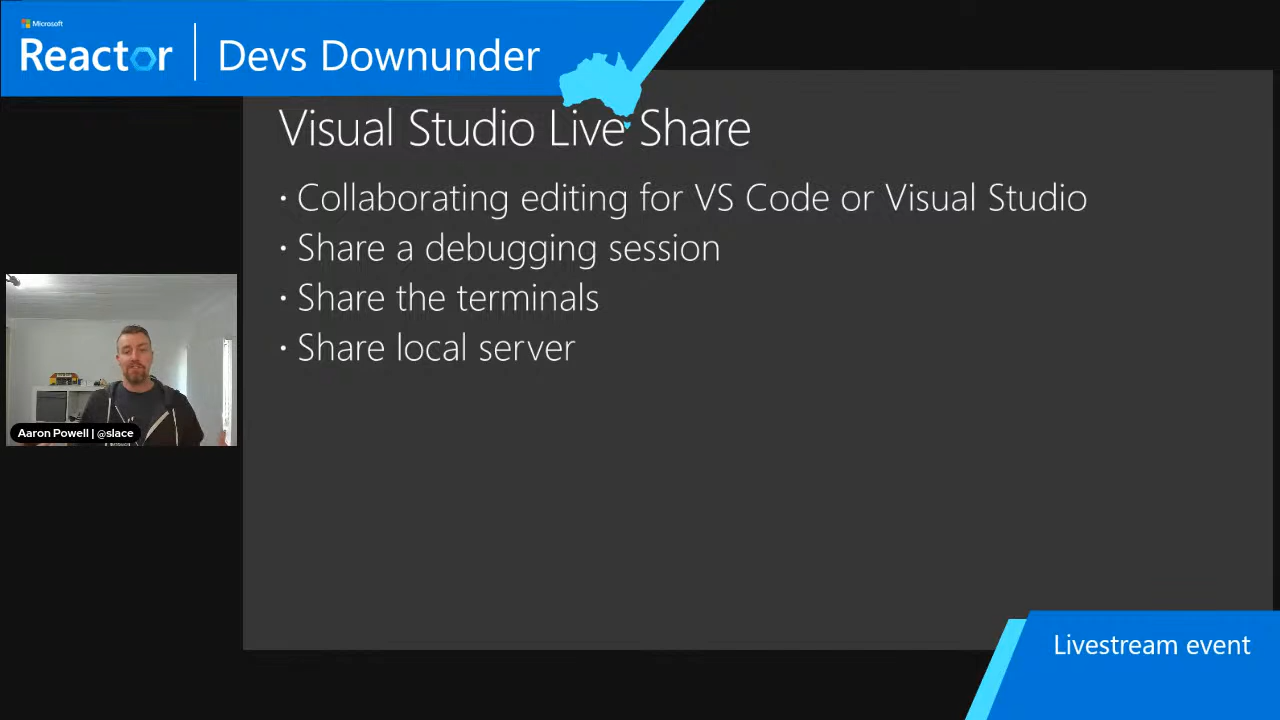 Microsoft
Reactor
Devs Downunder
Visual Studio Live Share
· Collaborating editing for VS Code or Visual Studio
· Share a debugging session
· Share the terminals
· Share local server
Aaron Powell | @slace
Livestream event